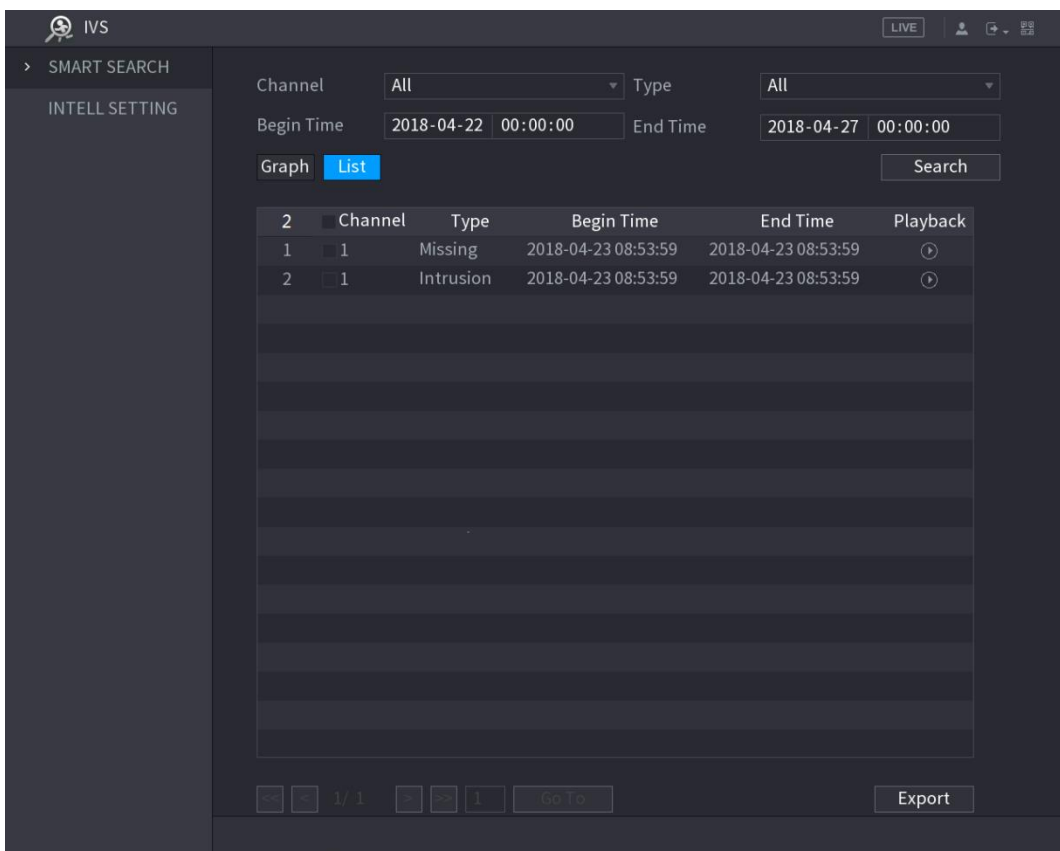 IVS LIVE
SMART SEARCH
INTELL SETTING
Channel All Type All
Begin Time 2018-04-22 00:00:00 End Time 2018-04-27 00:00:00
Graph List Search
2 Channel Type Begin Time End Time Playback
1 1 Missing 2018-04-23 08:53:59 2018-04-23 08:53:59
2 1 Intrusion 2018-04-23 08:53:59 2018-04-23 08:53:59
<< < 1/ 1 > >> 1 Go To Export